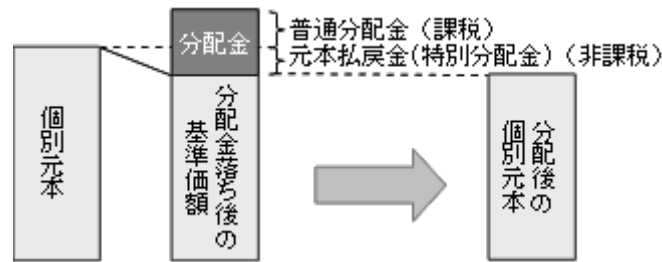 分配金
普通分配金（課税）
元本払戻金(特別分配金)（非課税）
個別元本
分配金落ち後の
基準価額
分配後の
個別元本